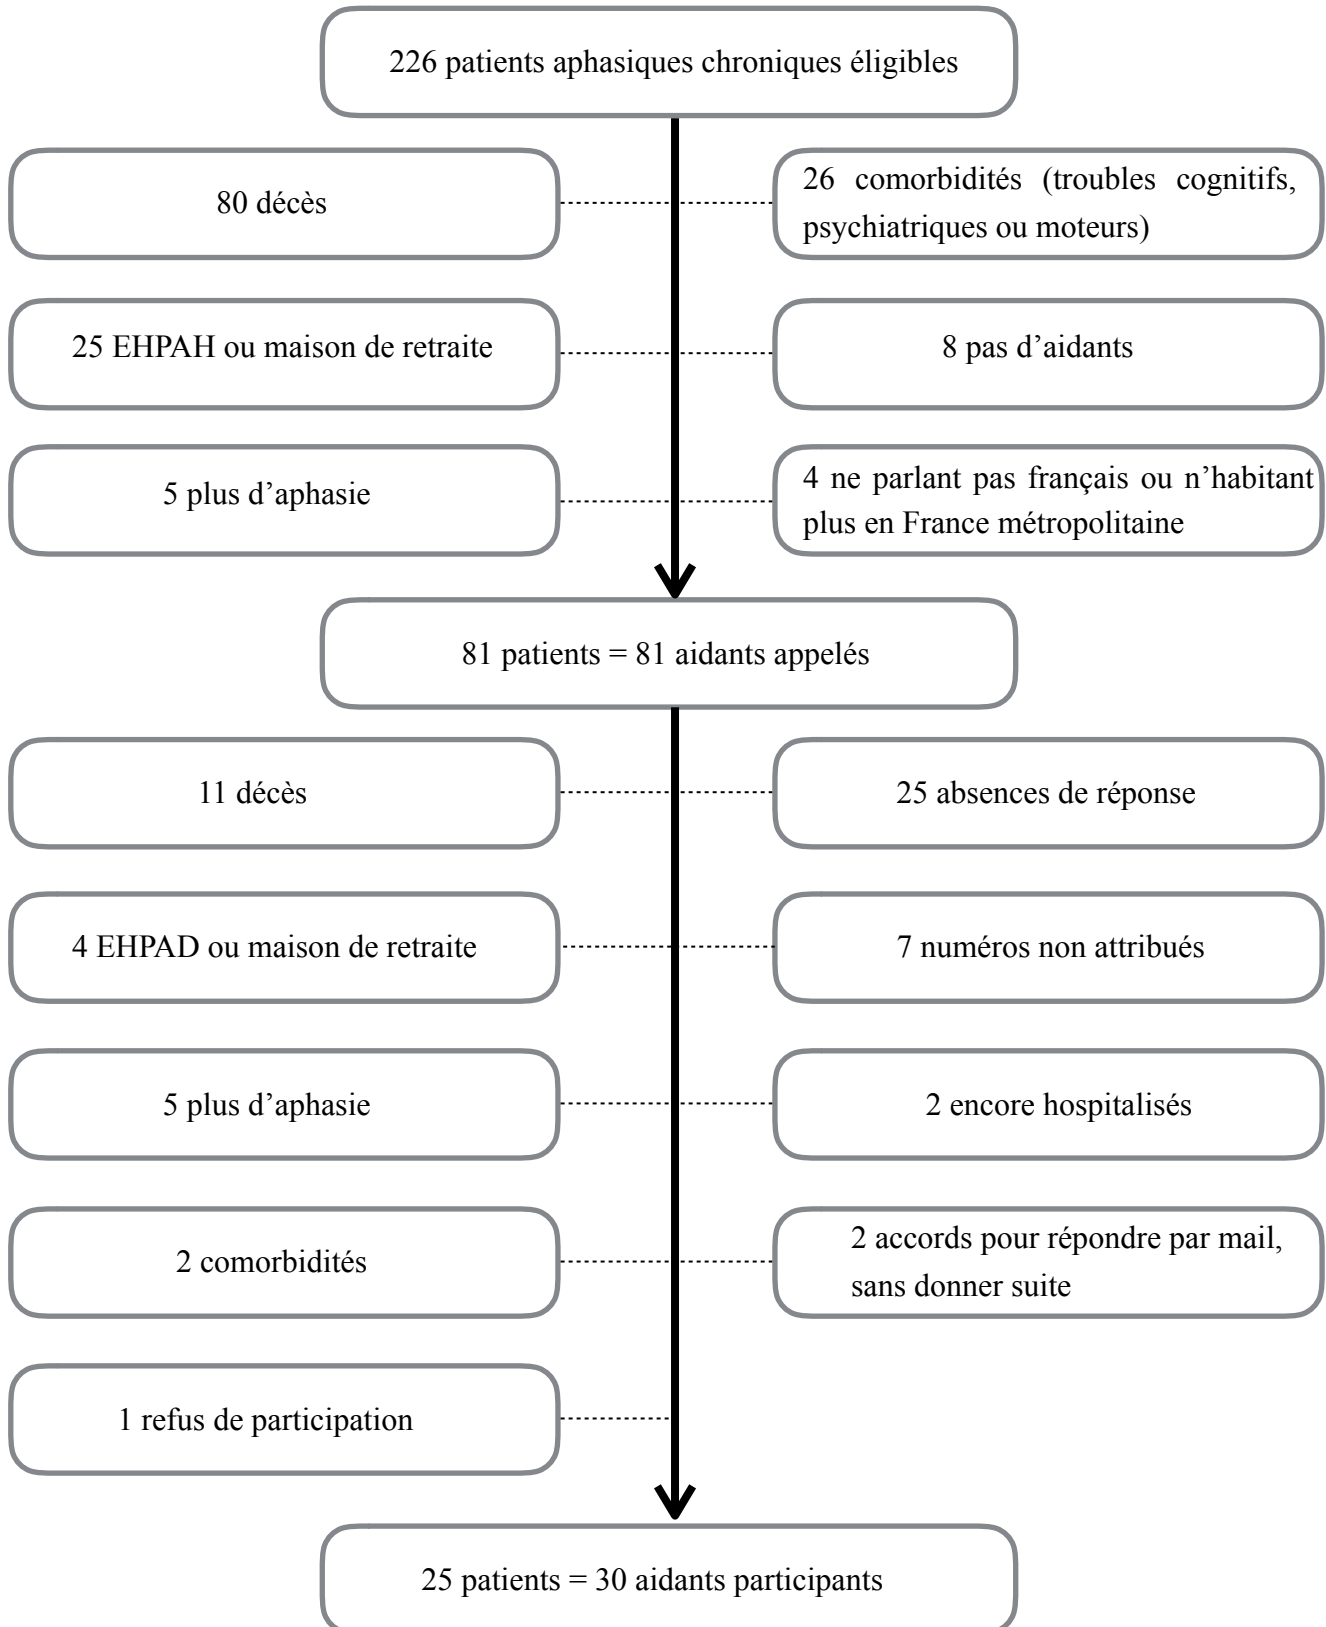 226 patients aphasiques chroniques éligibles
80 décès
26 comorbidités (troubles cognitifs,
psychiatriques ou moteurs)
25 EHPAH ou maison de retraite
8 pas d’aidants
5 plus d’aphasie
4 ne parlant pas français ou n’habitant
plus en France métropolitaine
81 patients = 81 aidants appelés
11 décès
25 absences de réponse
4 EHPAD ou maison de retraite
7 numéros non attribués
5 plus d’aphasie
2 encore hospitalisés
2 comorbidités
2 accords pour répondre par mail,
sans donner suite
1 refus de participation
25 patients = 30 aidants participants